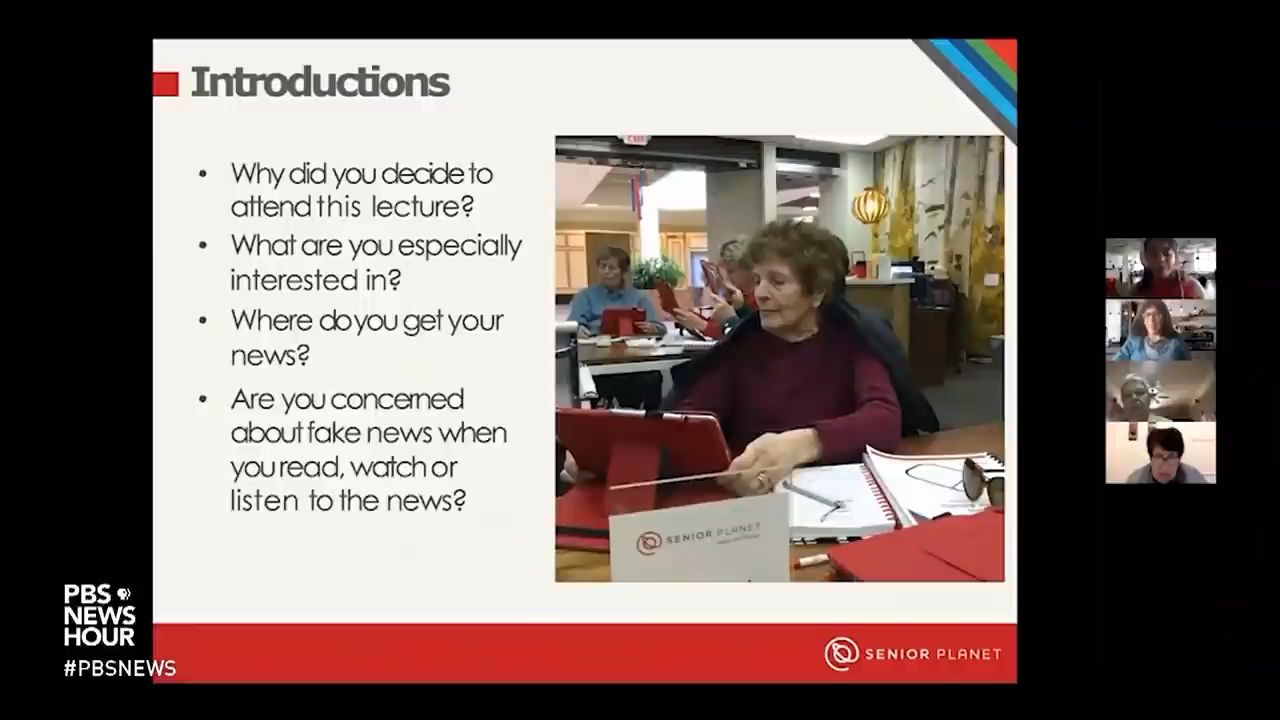 Introductions
• Why did you decide to
attend this lecture?
• What are you especially
interested in?
• Where do you get your
news?
• Are you concerned
about fake news when
you read, watch or
listen to the news?
SENIOR PLANET
SENIOR PLANET
PBS
NEWS
HOUR
#PBSNEWS